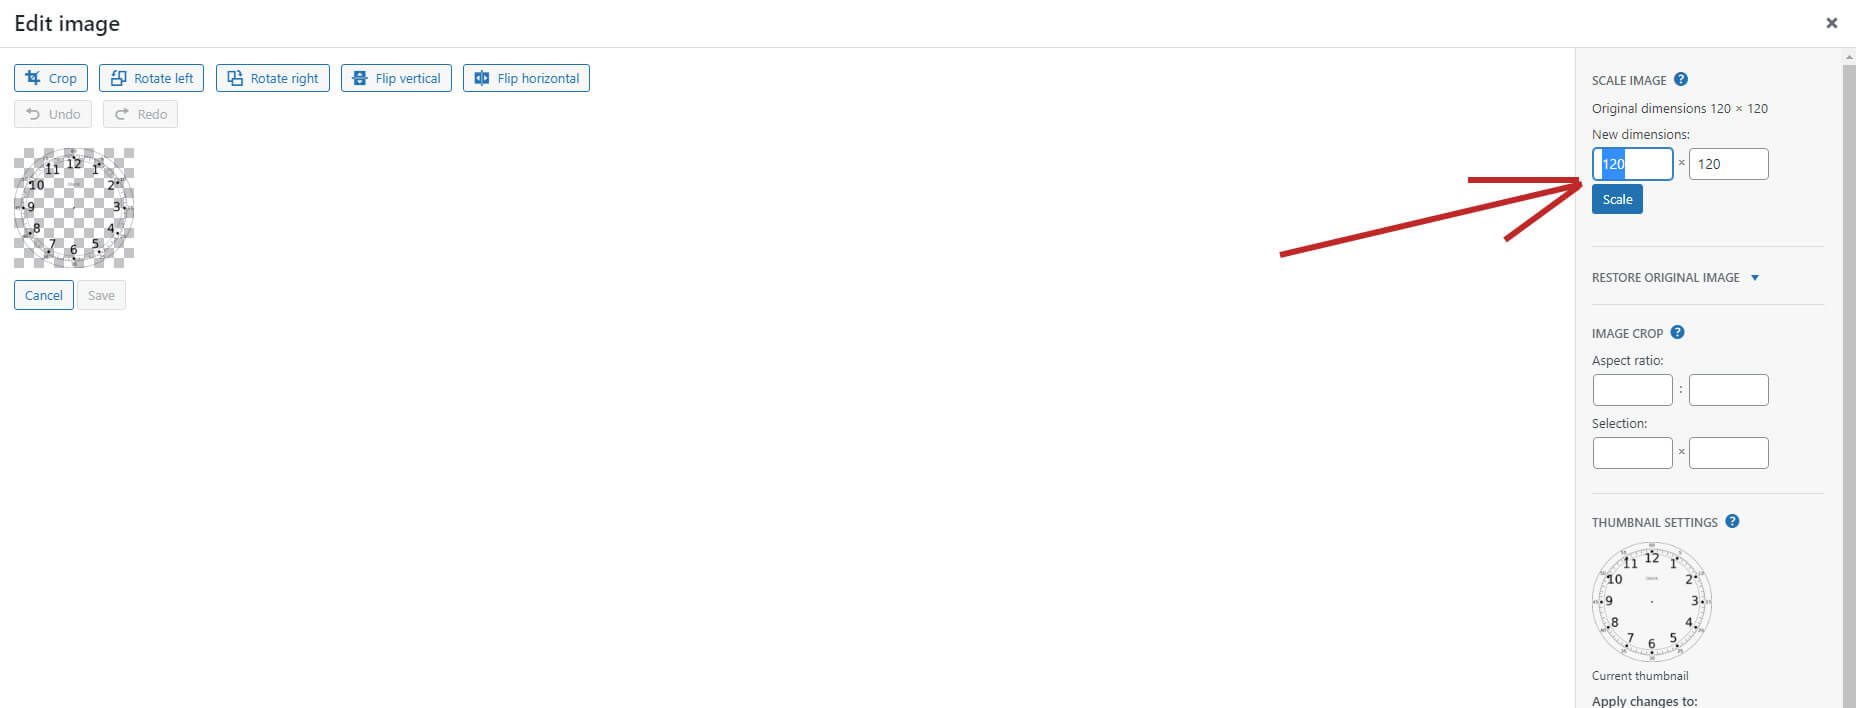 Edit image
Crop
Rotate left
Rotate right
Flip vertical
Flip horizontal
Undo
Redo
12
11 1
10 2
9 3
8 4
7 5
6
Cancel
Save
SCALE IMAGE
Original dimensions 120 × 120
New dimensions:
120 × 120
Scale
RESTORE ORIGINAL IMAGE
IMAGE CROP
Aspect ratio:
:
Selection:
×
THUMBNAIL SETTINGS
12
11 1
10 2
9 3
8 4
7 5
6
Current thumbnail
Apply changes to: